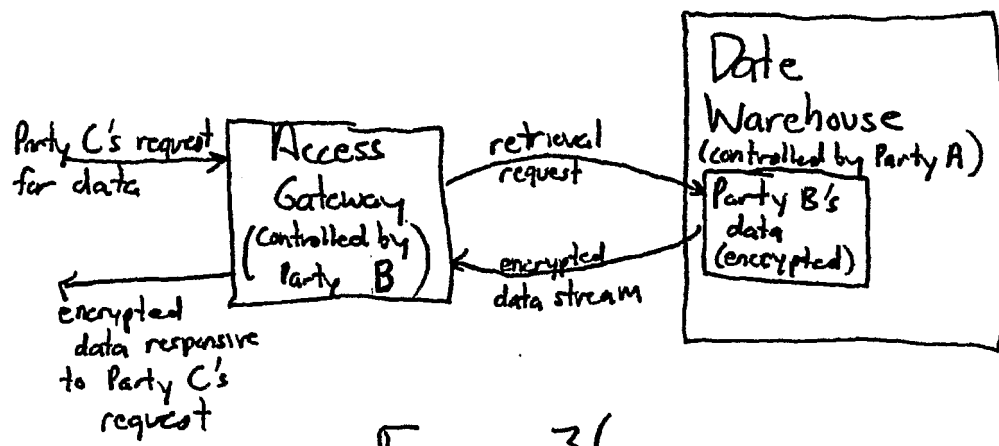 Party C's request
for data
Access
Gateway
(controlled by
Party B)
retrieval
request
encrypted
data stream
Date
Warehouse
(controlled by Party A)
Party B's
data
(encrypted)
encrypted
data responsive
to Party C's
request